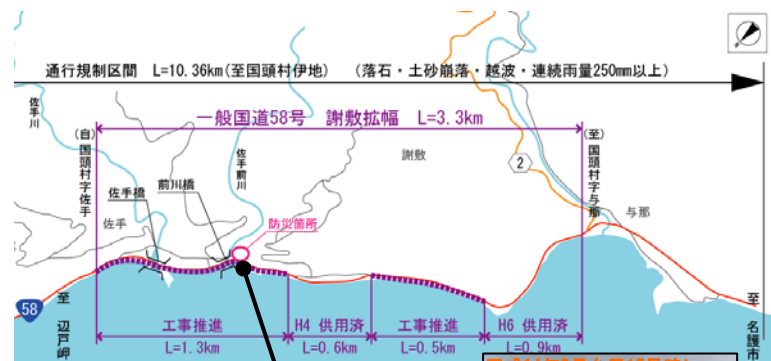 通行規制区間 L=10.36km(至国頭村伊地) (落石・土砂崩落・越波・連続雨量250mm以上)
佐手川
一般国道58号 謝敷拡幅 L=3.3km
(自)国頭村字佐手
佐手前川
謝敷
2
(至)国頭村字与那
佐手橋
前川橋
佐手
防災箇所
与那
58
至 辺戸岬
工事推進
H4 供用済
工事推進
H6 供用済
至 名護市
L=1.3km
L=0.6km
L=0.5km
L=0.9km